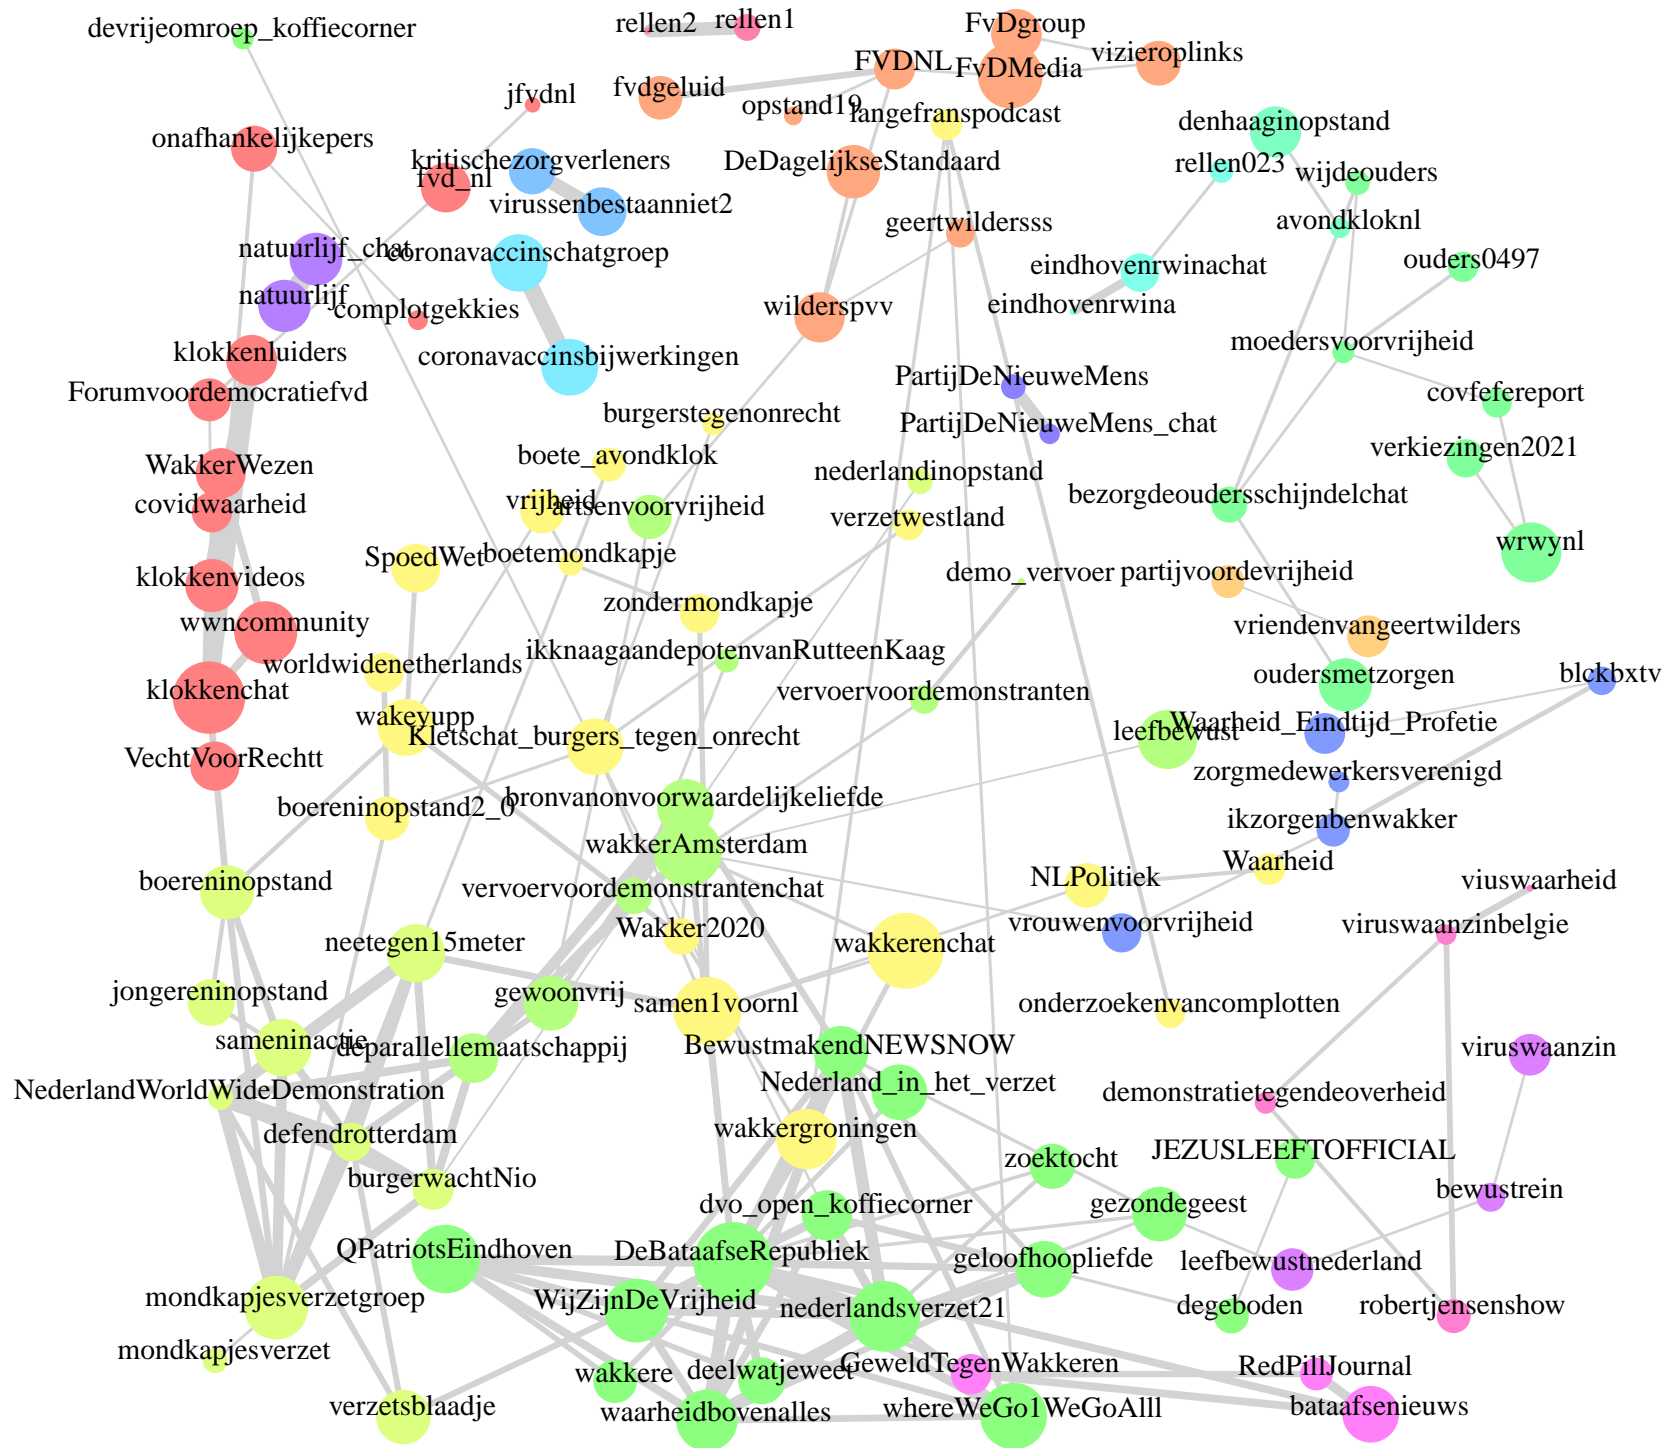 devrijeomroep_koffiecorner
rellen2
rellen1
FvDgroup
vizieroplinks
FVDNL
FvDMedia
fvdgeluid
jfvdnl
opstand19
langefranspodcast
denhaaginopstand
onafhankelijkepers
kritischezorgverleners
DeDagelijkseStandaard
rellen023
wijdeouders
fvd_nl
virussenbestaanniet2
geertwildersss
avondkloknl
natuurlijf_chat
coronavaccinschatgroep
eindhovenrwinachat
ouders0497
natuurlijf
complotgekkies
wilderspvv
eindhovenrwina
klokkenluiders
coronavaccinsbijwerkingen
moedersvoorvrijheid
Forumvoordemocratiefvd
PartijDeNieuweMens
covfefereport
burgerstegenonrecht
PartijDeNieuweMens_chat
WakkerWezen
boete_avondklok
nederlandinopstand
verkiezingen2021
covidwaarheid
vrijheid
artsenvoorvrijheid
verzetwestland
bezorgdeoudersschijndelchat
SpoedWet
boetemondkapje
wrwynl
klokkenvideos
demo_vervoer
partijvoordevrijheid
zondermondkapje
wwncommunity
vriendenvangeertwilders
worldwidenetherlands
ikknaagaandepotenvanRutteenKaag
klokkenchat
vervoervoordemonstranten
oudersmetzorgen
blckbxtv
wakeyupp
Kletschat_burgers_tegen_onrecht
leefbewust
Waarheid_Eindtijd_Profetie
VechtVoorRechtt
zorgmedewerkersverenigd
boereninopstand2_0
bronvanonvoorwaardelijkeliefde
ikzorgenbenwakker
wakkerAmsterdam
boereninopstand
vervoervoordemonstrantenchat
NLPolitiek
Waarheid
viuswaarheid
neetegen15meter
Wakker2020
wakkerenchat
vrouwenvoorvrijheid
viruswaanzinbelgie
jongereninopstand
gewoonvrij
samen1voornl
onderzoekenvancomplotten
sameninactie
deparallellemaatschappij
BewustmakendNEWSNOW
viruswaanzin
NederlandWorldWideDemonstration
Nederland_in_het_verzet
demonstratietegendeoverheid
defendrotterdam
wakkergroningen
burgerwachtNio
zoektocht
JEZUSLEEFTOFFICIAL
dvo_open_koffiecorner
gezondegeest
bewustrein
QPatriotsEindhoven
DeBataafseRepubliek
geloofhoopliefde
leefbewustnederland
mondkapjesverzetgroep
WijZijnDeVrijheid
nederlandsverzet21
degeboden
robertjensenshow
mondkapjesverzet
wakkere
deelwatjeweet
GeweldTegenWakkeren
RedPillJournal
verzetsblaadje
waarheidbovenalles
whereWeGo1WeGoAlll
bataafsenieuws